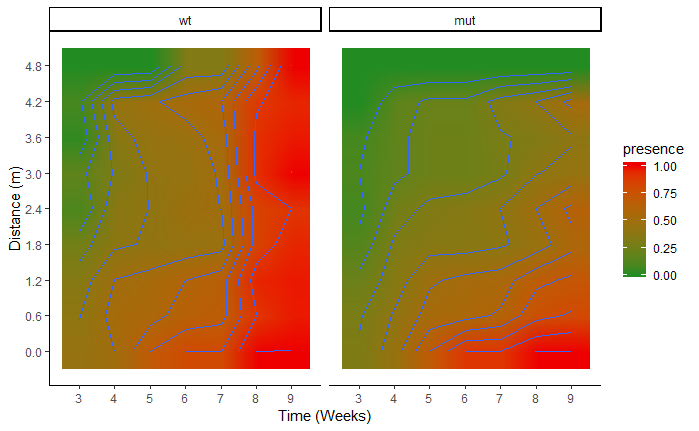 wt
mut
Distance (m)
4.8
4.2
3.6
3.0
2.4
1.8
1.2
0.6
0.0
3 4 5 6 7 8 9
3 4 5 6 7 8 9
Time (Weeks)
presence
1.00
0.75
0.50
0.25
0.00